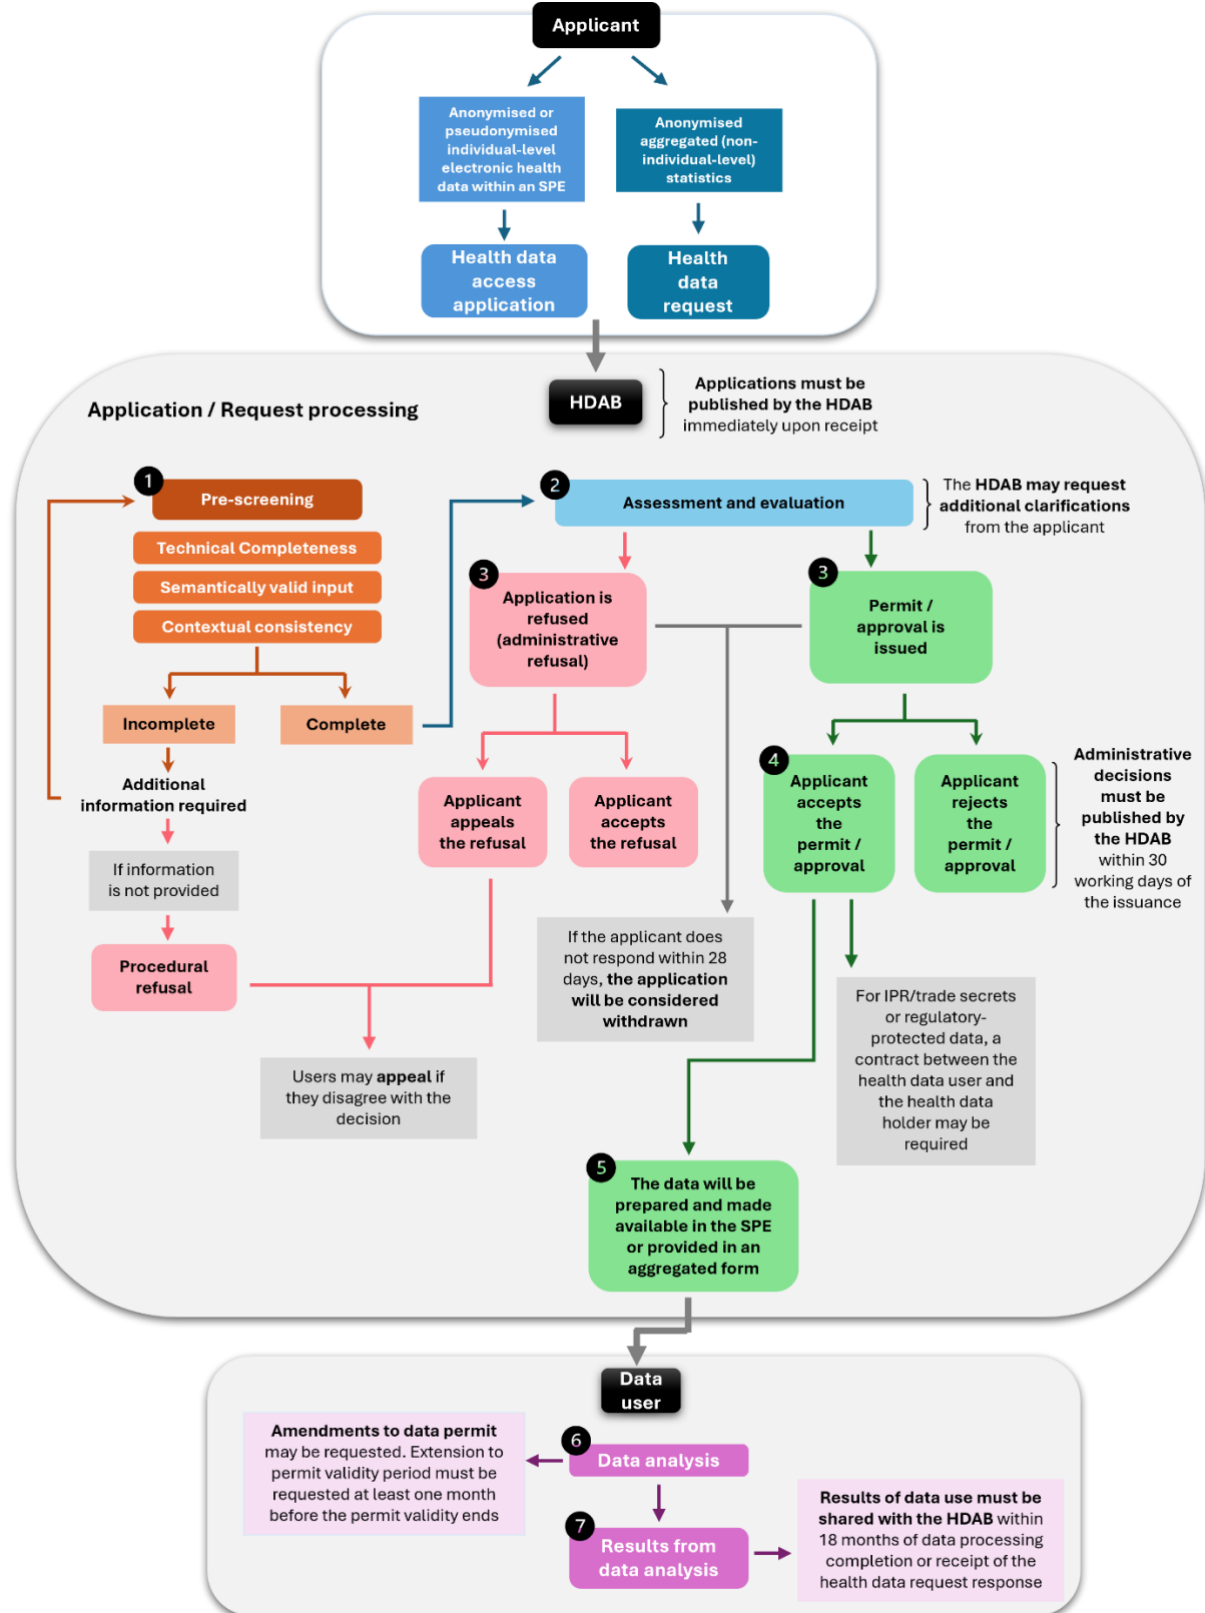 Applicant
Anonymised or
pseudonymised
individual-level
electronic health
data within an SPE
Anonymised
aggregated (non-
individual-level)
statistics
Health data
access
application
Health
data
request
HDAB
Applications must be
published by the HDAB
immediately upon receipt
Application / Request processing
1
Pre-screening
Technical Completeness
Semantically valid input
Contextual consistency
Incomplete
Complete
Additional
information required
If information
is not provided
Procedural
refusal
2
Assessment and evaluation
The HDAB may request
additional clarifications
from the applicant
3
Application is
refused
(administrative
refusal)
3
Permit /
approval is
issued
Applicant
appeals
the refusal
Applicant
accepts
the refusal
4
Applicant
accepts
the
permit /
approval
Applicant
rejects
the
permit /
approval
Administrative
decisions
must be
published by
the HDAB
within 30
working days of
the issuance
If the applicant does
not respond within 28
days, the application
will be considered
withdrawn
For IPR/trade secrets
or regulatory-
protected data, a
contract between the
health data user and
the health data
holder may be
required
Users may appeal if
they disagree with the
decision
5
The data will be
prepared and made
available in the SPE
or provided in an
aggregated form
Data
user
Amendments to data permit
may be requested. Extension to
permit validity period must be
requested at least one month
before the permit validity ends
6
Data analysis
7
Results from
data analysis
Results of data use must be
shared with the HDAB within
18 months of data processing
completion or receipt of the
health data request response